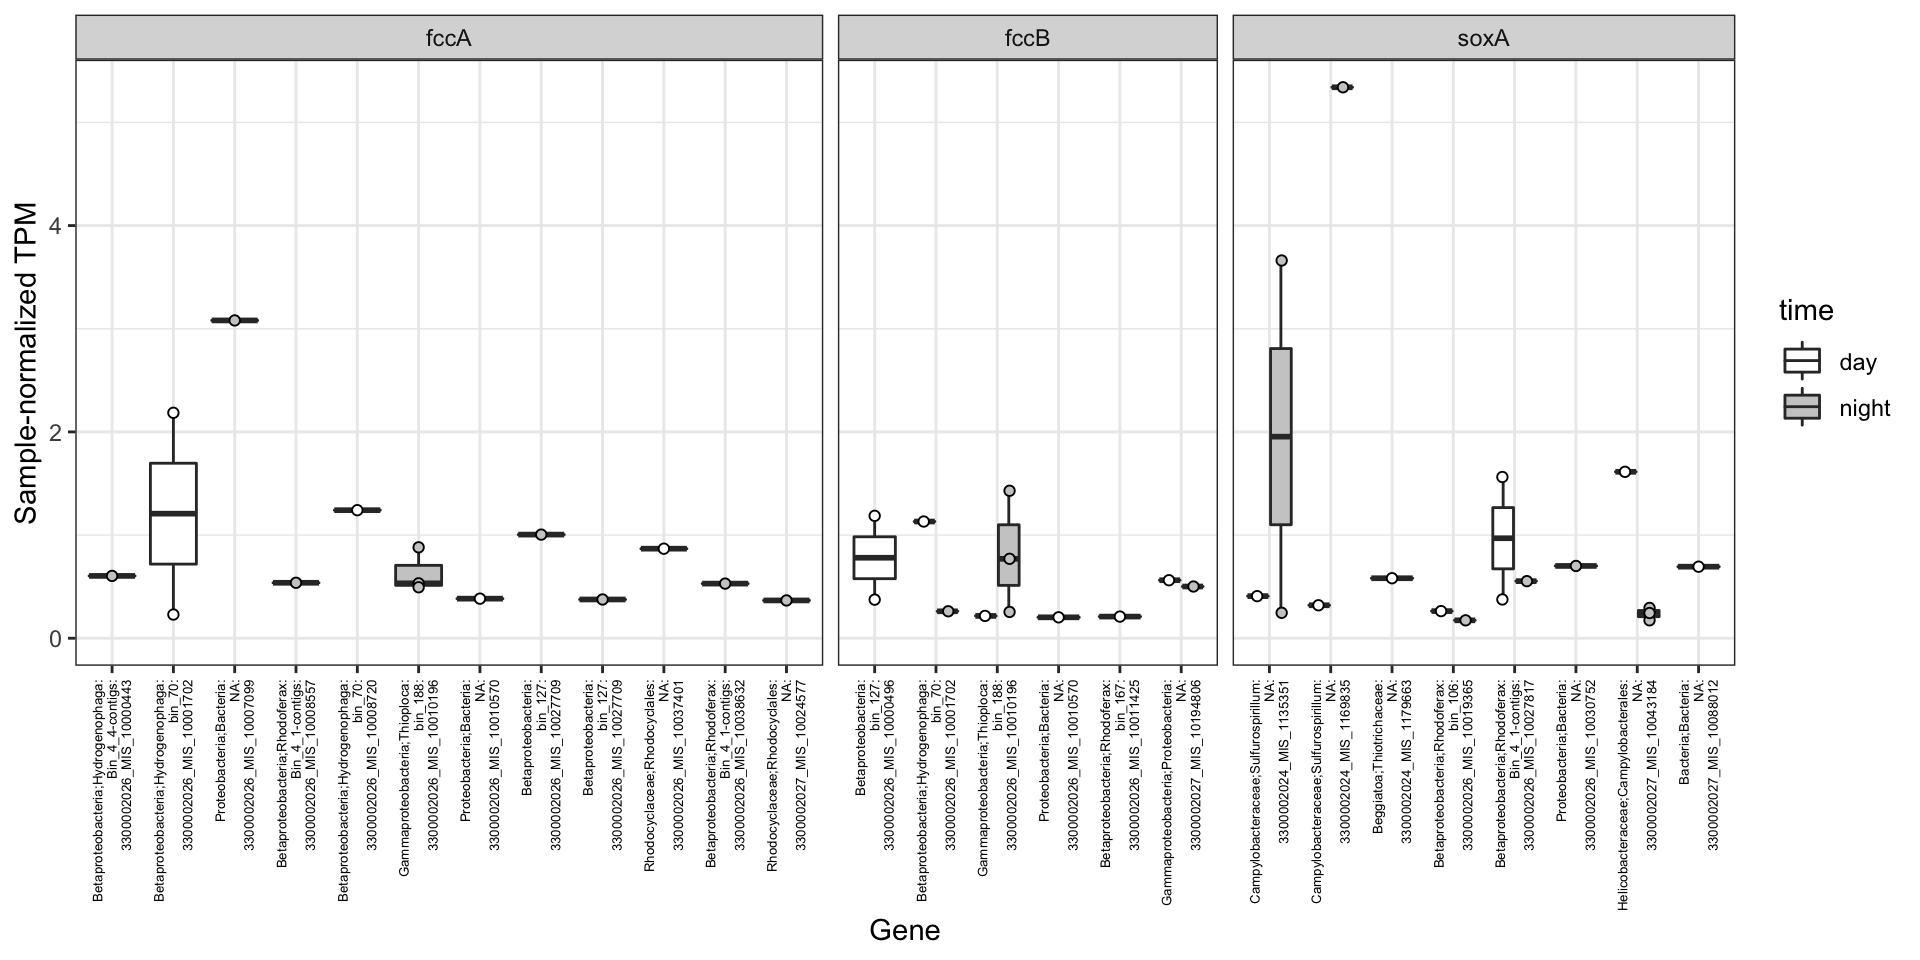 fccA
fccB
soxA
Sample-normalized TPM
4
2
0
Betaproteobacteria;Hydrogenophaga:
Bin_4_4-contigs:
3300002026_MIS_10000443
Betaproteobacteria;Hydrogenophaga:
bin_70:
3300002026_MIS_10001702
Proteobacteria;Bacteria:
NA:
3300002026_MIS_10007099
Betaproteobacteria;Rhodoferax:
Bin_4_1-contigs:
3300002026_MIS_10008557
Betaproteobacteria;Hydrogenophaga:
bin_70:
3300002026_MIS_10008720
Gammaproteobacteria;Thioploca:
bin_188:
3300002026_MIS_10010196
Proteobacteria;Bacteria:
NA:
3300002026_MIS_10010570
Betaproteobacteria:
bin_127:
3300002026_MIS_10027709
Betaproteobacteria:
bin_127:
3300002026_MIS_10027709
Rhodocyclaceae;Rhodocyclales:
NA:
3300002026_MIS_10037401
Betaproteobacteria;Rhodoferax:
Bin_4_1-contigs:
3300002026_MIS_10038632
Rhodocyclaceae;Rhodocyclales:
NA:
3300002027_MIS_10024577
Betaproteobacteria:
bin_127:
3300002026_MIS_10000496
Betaproteobacteria;Hydrogenophaga:
bin_70:
3300002026_MIS_10001702
Gammaproteobacteria;Thioploca:
bin_188:
3300002026_MIS_10010196
Proteobacteria;Bacteria:
NA:
3300002026_MIS_10010570
Betaproteobacteria;Rhodoferax:
bin_167:
3300002026_MIS_10011425
Gammaproteobacteria;Proteobacteria:
NA:
3300002027_MIS_10194806
Campylobacteraceae;Sulfurospirillum:
NA:
3300002024_MIS_1135351
Campylobacteraceae;Sulfurospirillum:
NA:
3300002024_MIS_1169835
Beggiatoa;Thiotrichaceae:
NA:
3300002024_MIS_1179663
Betaproteobacteria;Rhodoferax:
bin_106:
3300002026_MIS_10019365
Betaproteobacteria;Rhodoferax:
Bin_4_1-contigs:
3300002026_MIS_10027817
Proteobacteria;Bacteria:
NA:
3300002026_MIS_10030752
Helicobacteraceae;Campylobacterales:
NA:
3300002027_MIS_10043184
Bacteria;Bacteria:
NA:
3300002027_MIS_10088012
Gene
time
day
night